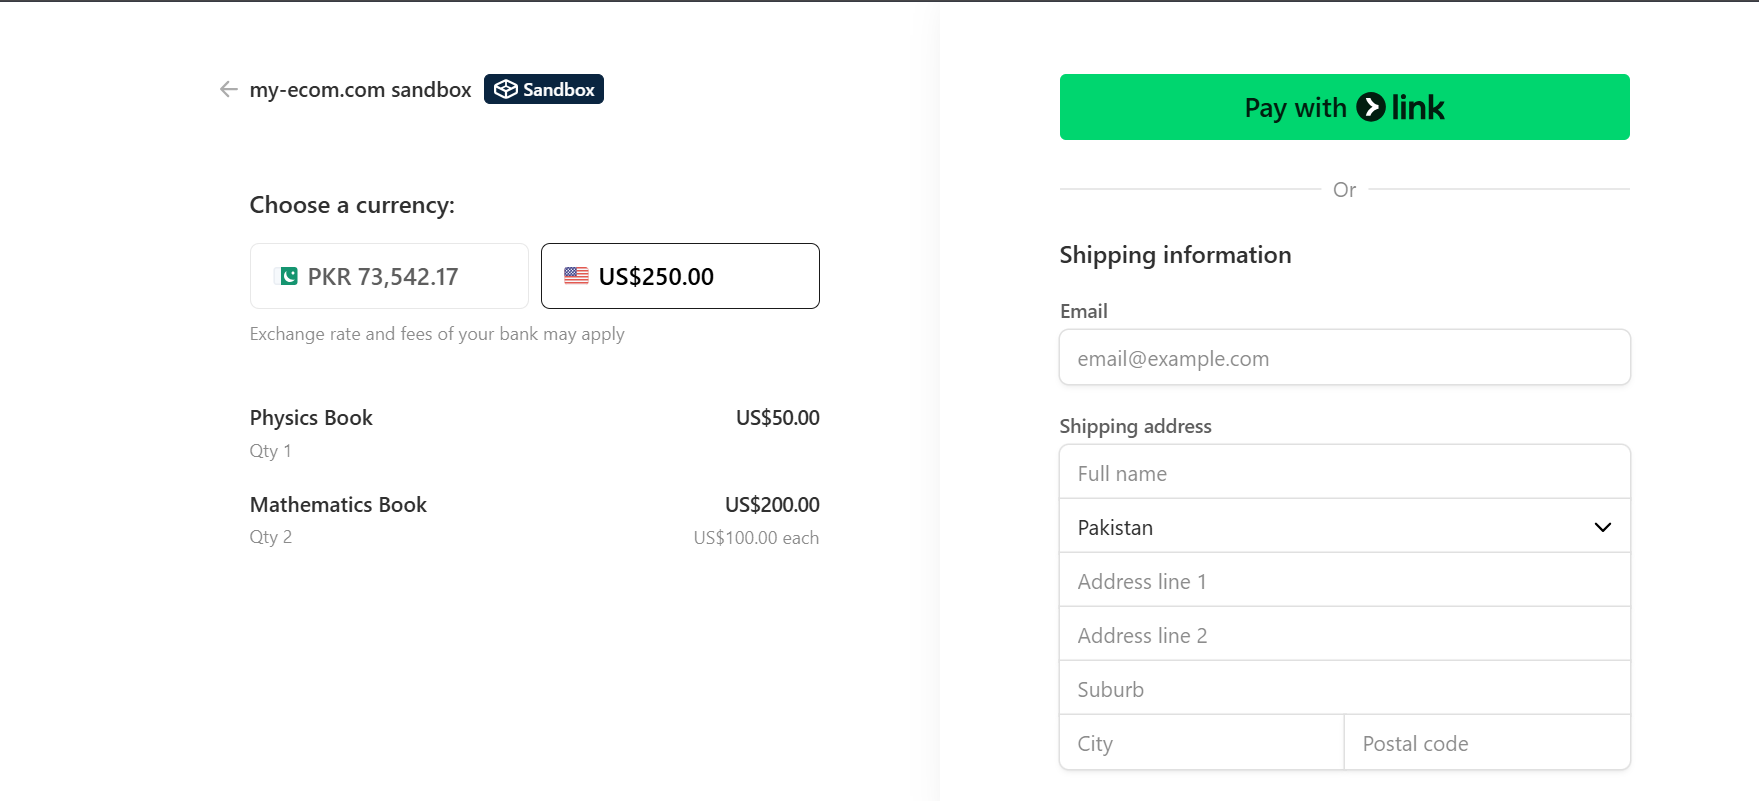 my-ecom.com sandbox Sandbox
Choose a currency:
PKR 73,542.17 US$250.00
Exchange rate and fees of your bank may apply
Physics Book US$50.00
Qty 1
Mathematics Book US$200.00
Qty 2 US$100.00 each
Pay with link
Or
Shipping information
Email
email@example.com
Shipping address
Full name
Pakistan
Address line 1
Address line 2
Suburb
City Postal code